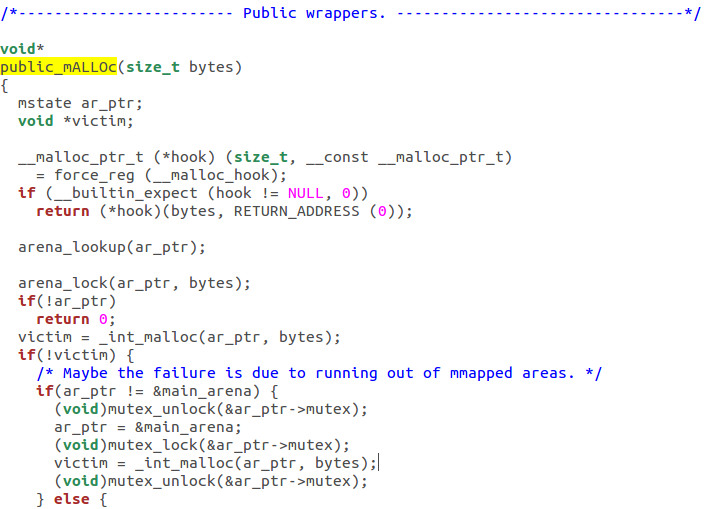 /*------------------------ Public wrappers. --------------------------------*/
void*
public_mALLOc(size_t bytes)
{
  mstate ar_ptr;
  void *victim;
  __malloc_ptr_t (*hook) (size_t, __const __malloc_ptr_t)
    = force_reg (__malloc_hook);
  if (__builtin_expect (hook != NULL, 0))
    return (*hook)(bytes, RETURN_ADDRESS (0));
  arena_lookup(ar_ptr);
  arena_lock(ar_ptr, bytes);
  if(!ar_ptr)
    return 0;
  victim = _int_malloc(ar_ptr, bytes);
  if(!victim) {
    /* Maybe the failure is due to running out of mmapped areas. */
    if(ar_ptr != &main_arena) {
      (void)mutex_unlock(&ar_ptr->mutex);
      ar_ptr = &main_arena;
      (void)mutex_lock(&ar_ptr->mutex);
      victim = _int_malloc(ar_ptr, bytes);
      (void)mutex_unlock(&ar_ptr->mutex);
    } else {